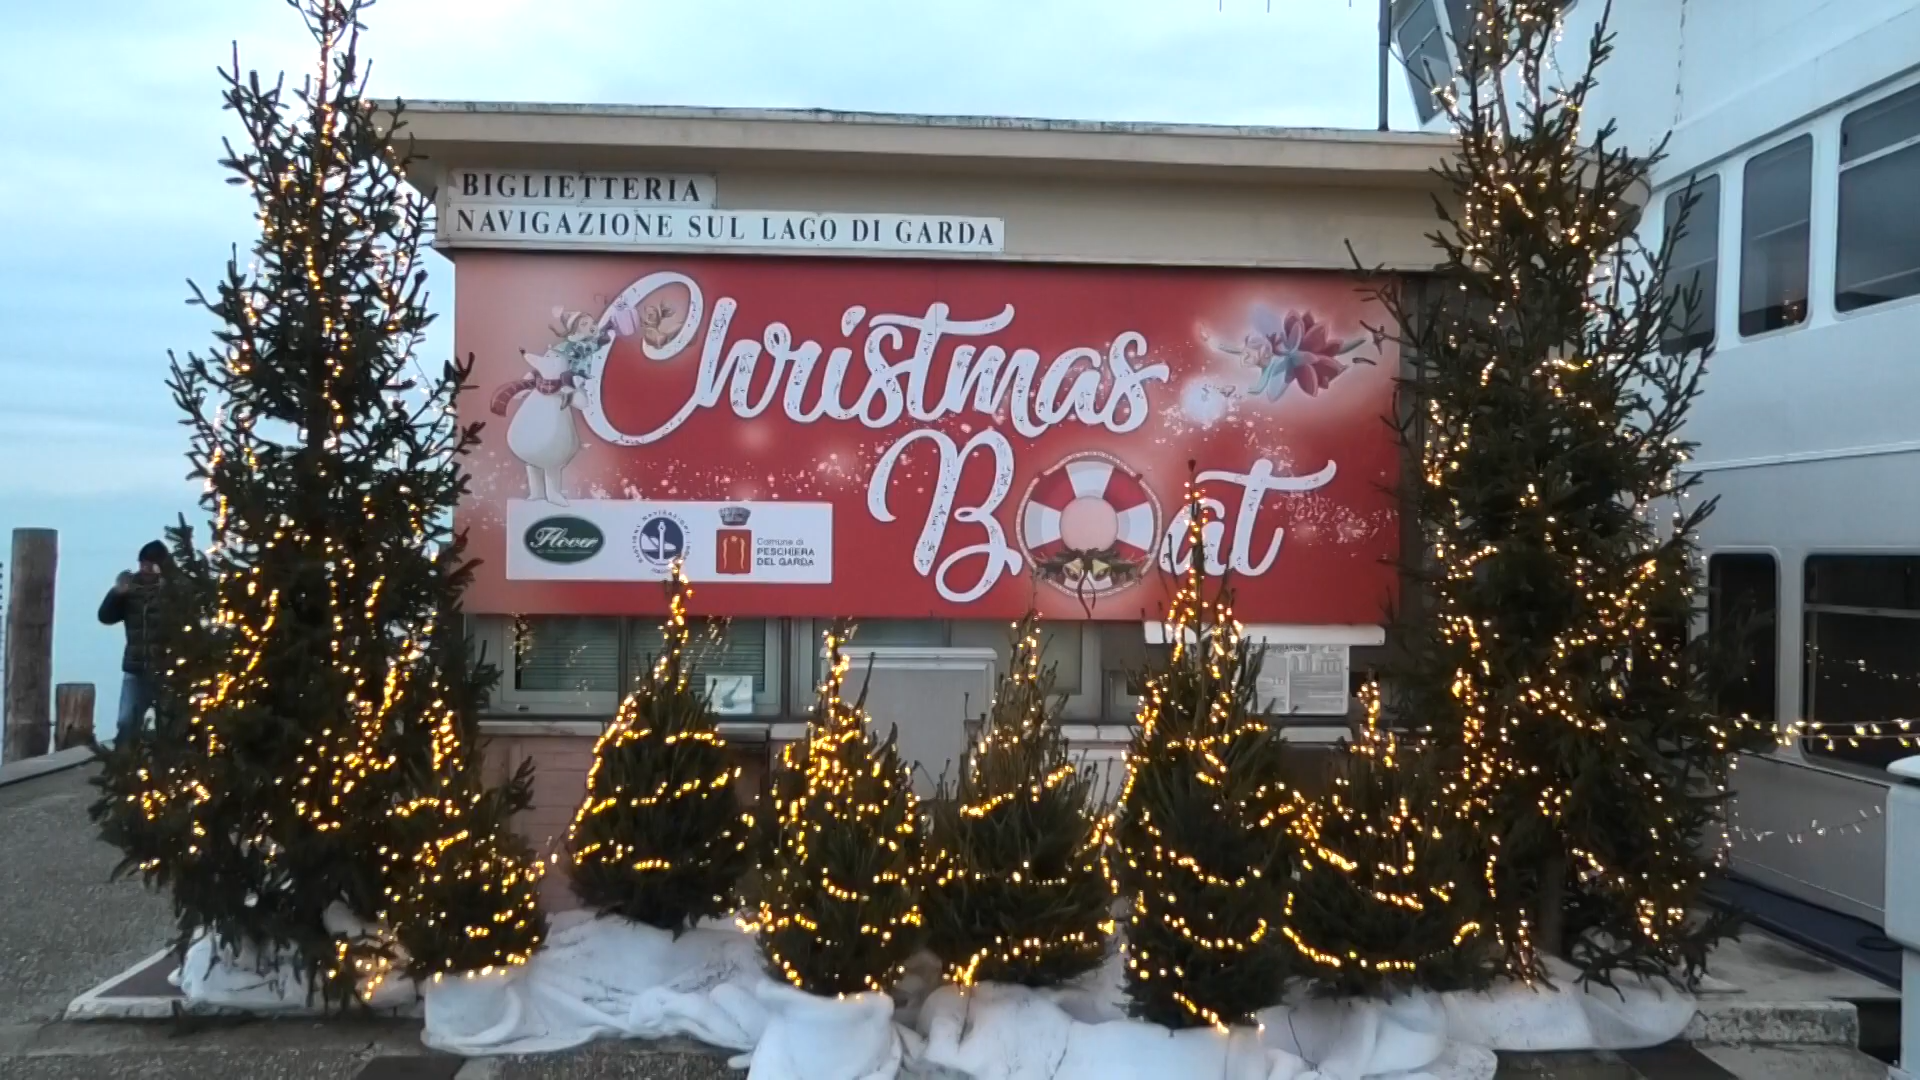 BIGLIETTERIA
NAVIGAZIONE SUL LAGO DI GARDA
Christmas
Boat
Flover
Comune di
PESCHIERA
DEL GARDA